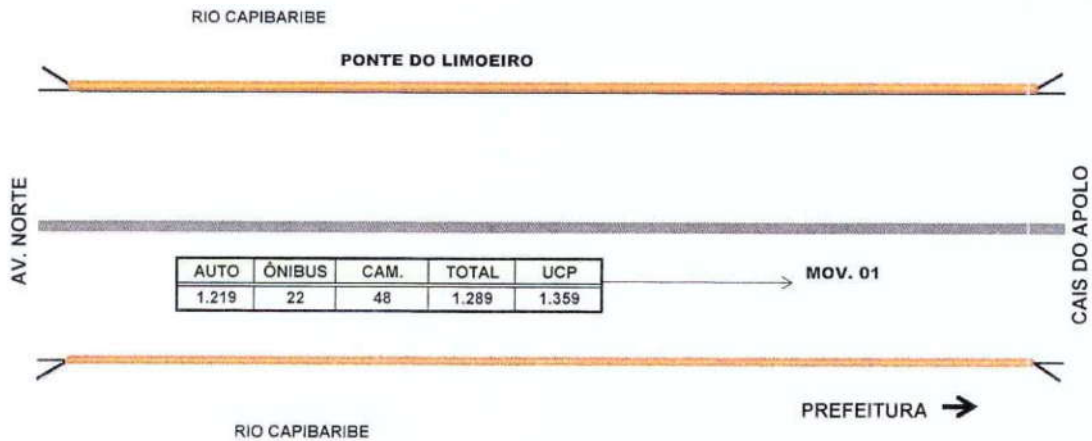 RIO CAPIBARIBE
PONTE DO LIMOEIRO
AV. NORTE
CAIS DO APOLO
AUTO ÔNIBUS CAM. TOTAL UCP
1.219 22 48 1.289 1.359
MOV. 01
PREFEITURA
RIO CAPIBARIBE